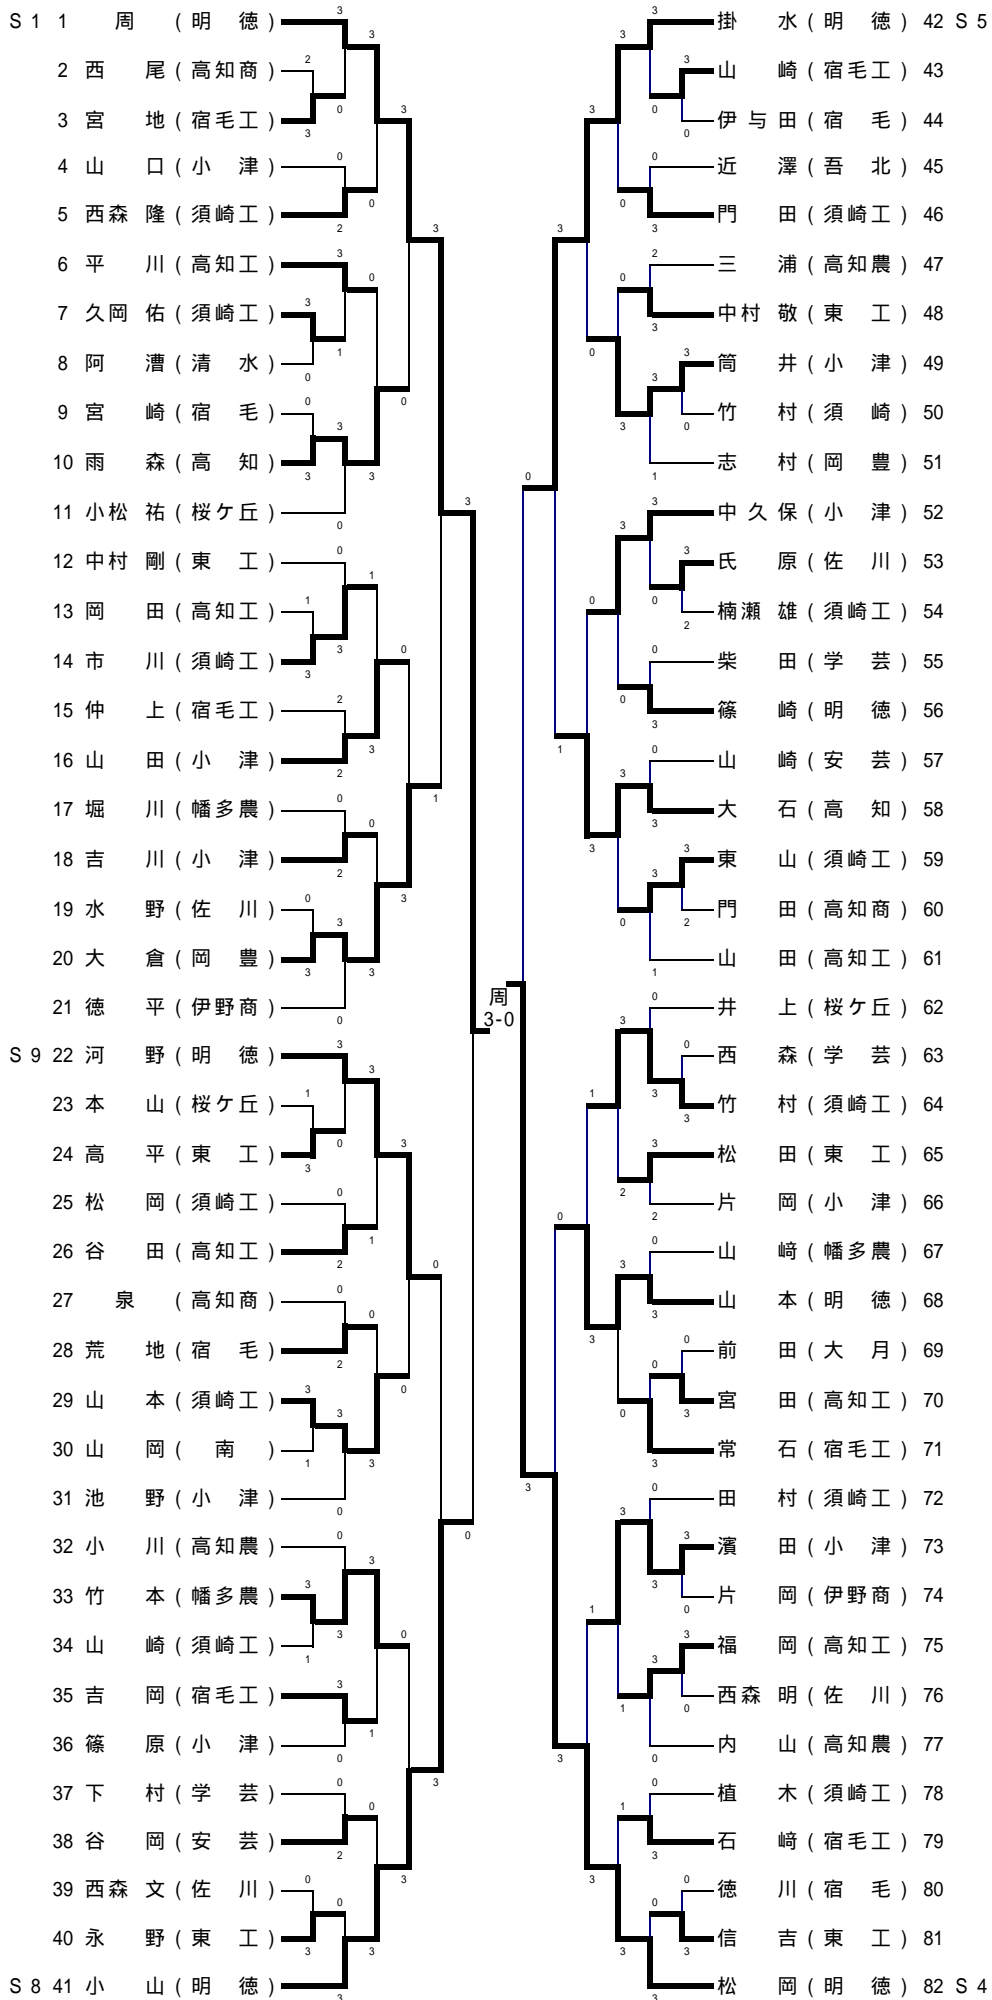 S 1 1 周 ( 明 徳 )
2 西 尾 ( 高知商 )
3 宮 地 ( 宿毛工 )
4 山 口 ( 小 津 )
5 西森 隆 ( 須崎工 )
6 平 川 ( 高知工 )
7 久岡 佑 ( 須崎工 )
8 阿 漕 ( 清 水 )
9 宮 崎 ( 宿 毛 )
10 雨 森 ( 高 知 )
11 小松 祐 ( 桜ケ丘 )
12 中村 剛 ( 東 工 )
13 岡 田 ( 高知工 )
14 市 川 ( 須崎工 )
15 仲 上 ( 宿毛工 )
16 山 田 ( 小 津 )
17 堀 川 ( 幡多農 )
18 吉 川 ( 小 津 )
19 水 野 ( 佐 川 )
20 大 倉 ( 岡 豊 )
21 徳 平 ( 伊野商 )
S 9 22 河 野 ( 明 徳 )
23 本 山 ( 桜ケ丘 )
24 高 平 ( 東 工 )
25 松 岡 ( 須崎工 )
26 谷 田 ( 高知工 )
27 泉 ( 高知商 )
28 荒 地 ( 宿 毛 )
29 山 本 ( 須崎工 )
30 山 岡 ( 南 )
31 池 野 ( 小 津 )
32 小 川 ( 高知農 )
33 竹 本 ( 幡多農 )
34 山 崎 ( 須崎工 )
35 吉 岡 ( 宿毛工 )
36 篠 原 ( 小 津 )
37 下 村 ( 学 芸 )
38 谷 岡 ( 安 芸 )
39 西森 文 ( 佐 川 )
40 永 野 ( 東 工 )
S 8 41 小 山 ( 明 徳 )
周
3-0
掛 水 ( 明 徳 ) 42 S 5
山 崎 ( 宿毛工 ) 43
伊 与 田 ( 宿 毛 ) 44
近 澤 ( 吾 北 ) 45
門 田 ( 須崎工 ) 46
三 浦 ( 高知農 ) 47
中村 敬 ( 東 工 ) 48
筒 井 ( 小 津 ) 49
竹 村 ( 須 崎 ) 50
志 村 ( 岡 豊 ) 51
中 久 保 ( 小 津 ) 52
氏 原 ( 佐 川 ) 53
楠瀬 雄 ( 須崎工 ) 54
柴 田 ( 学 芸 ) 55
篠 崎 ( 明 徳 ) 56
山 崎 ( 安 芸 ) 57
大 石 ( 高 知 ) 58
東 山 ( 須崎工 ) 59
門 田 ( 高知商 ) 60
山 田 ( 高知工 ) 61
井 上 ( 桜ケ丘 ) 62
西 森 ( 学 芸 ) 63
竹 村 ( 須崎工 ) 64
松 田 ( 東 工 ) 65
片 岡 ( 小 津 ) 66
山 﨑 ( 幡多農 ) 67
山 本 ( 明 徳 ) 68
前 田 ( 大 月 ) 69
宮 田 ( 高知工 ) 70
常 石 ( 宿毛工 ) 71
田 村 ( 須崎工 ) 72
濱 田 ( 小 津 ) 73
片 岡 ( 伊野商 ) 74
福 岡 ( 高知工 ) 75
西森 明 ( 佐 川 ) 76
内 山 ( 高知農 ) 77
植 木 ( 須崎工 ) 78
石 﨑 ( 宿毛工 ) 79
徳 川 ( 宿 毛 ) 80
信 吉 ( 東 工 ) 81
松 岡 ( 明 徳 ) 82 S 4